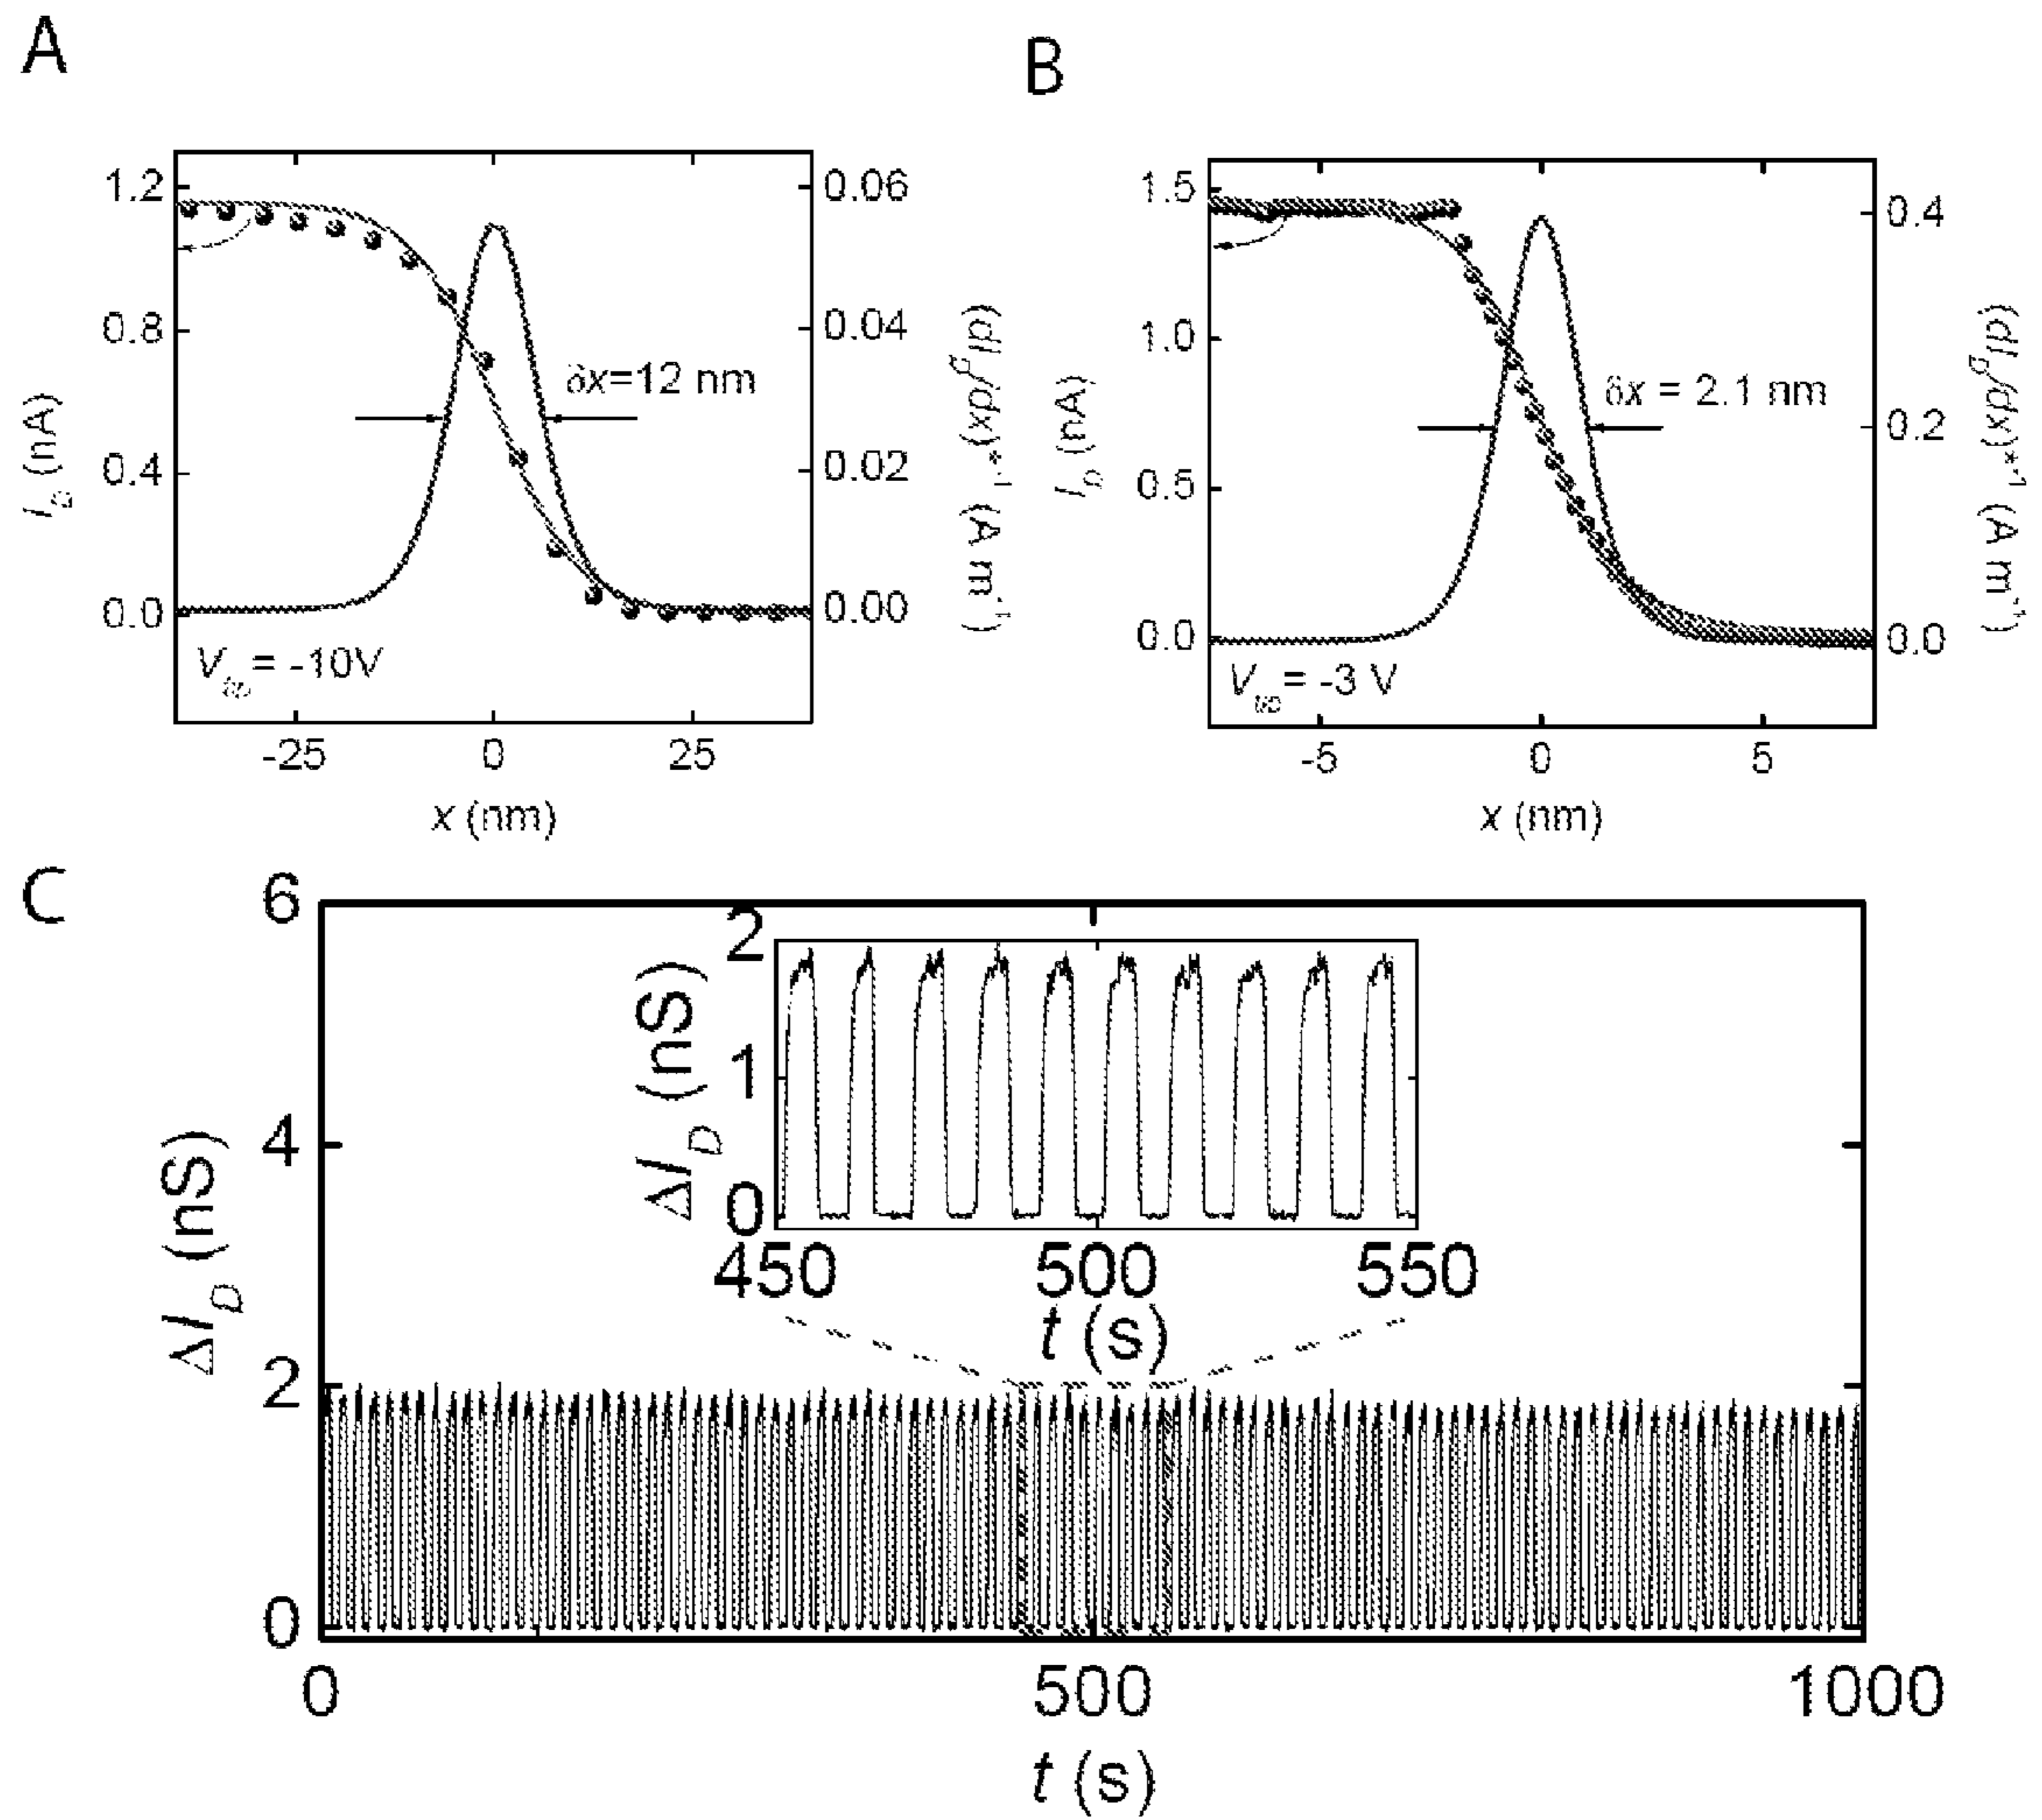 A
1.2
0.8
0.4
0.0
I_D (nA)
0.06
0.04
0.02
0.00
(dI_D/dx)*^-1 (A m^-1)
δx=12 nm
V_tip = -10V
-25 0 25
x (nm)
B
1.5
1.0
0.5
0.0
I_D (nA)
0.4
0.2
0.0
(dI_D/dx)*^-1 (A m^-1)
δx = 2.1 nm
V_tip = -3 V
-5 0 5
x (nm)
C
6
4
2
0
ΔI_D (nS)
2
1
0
ΔI_D (nS)
450 500 550
t (s)
0 500 1000
t (s)